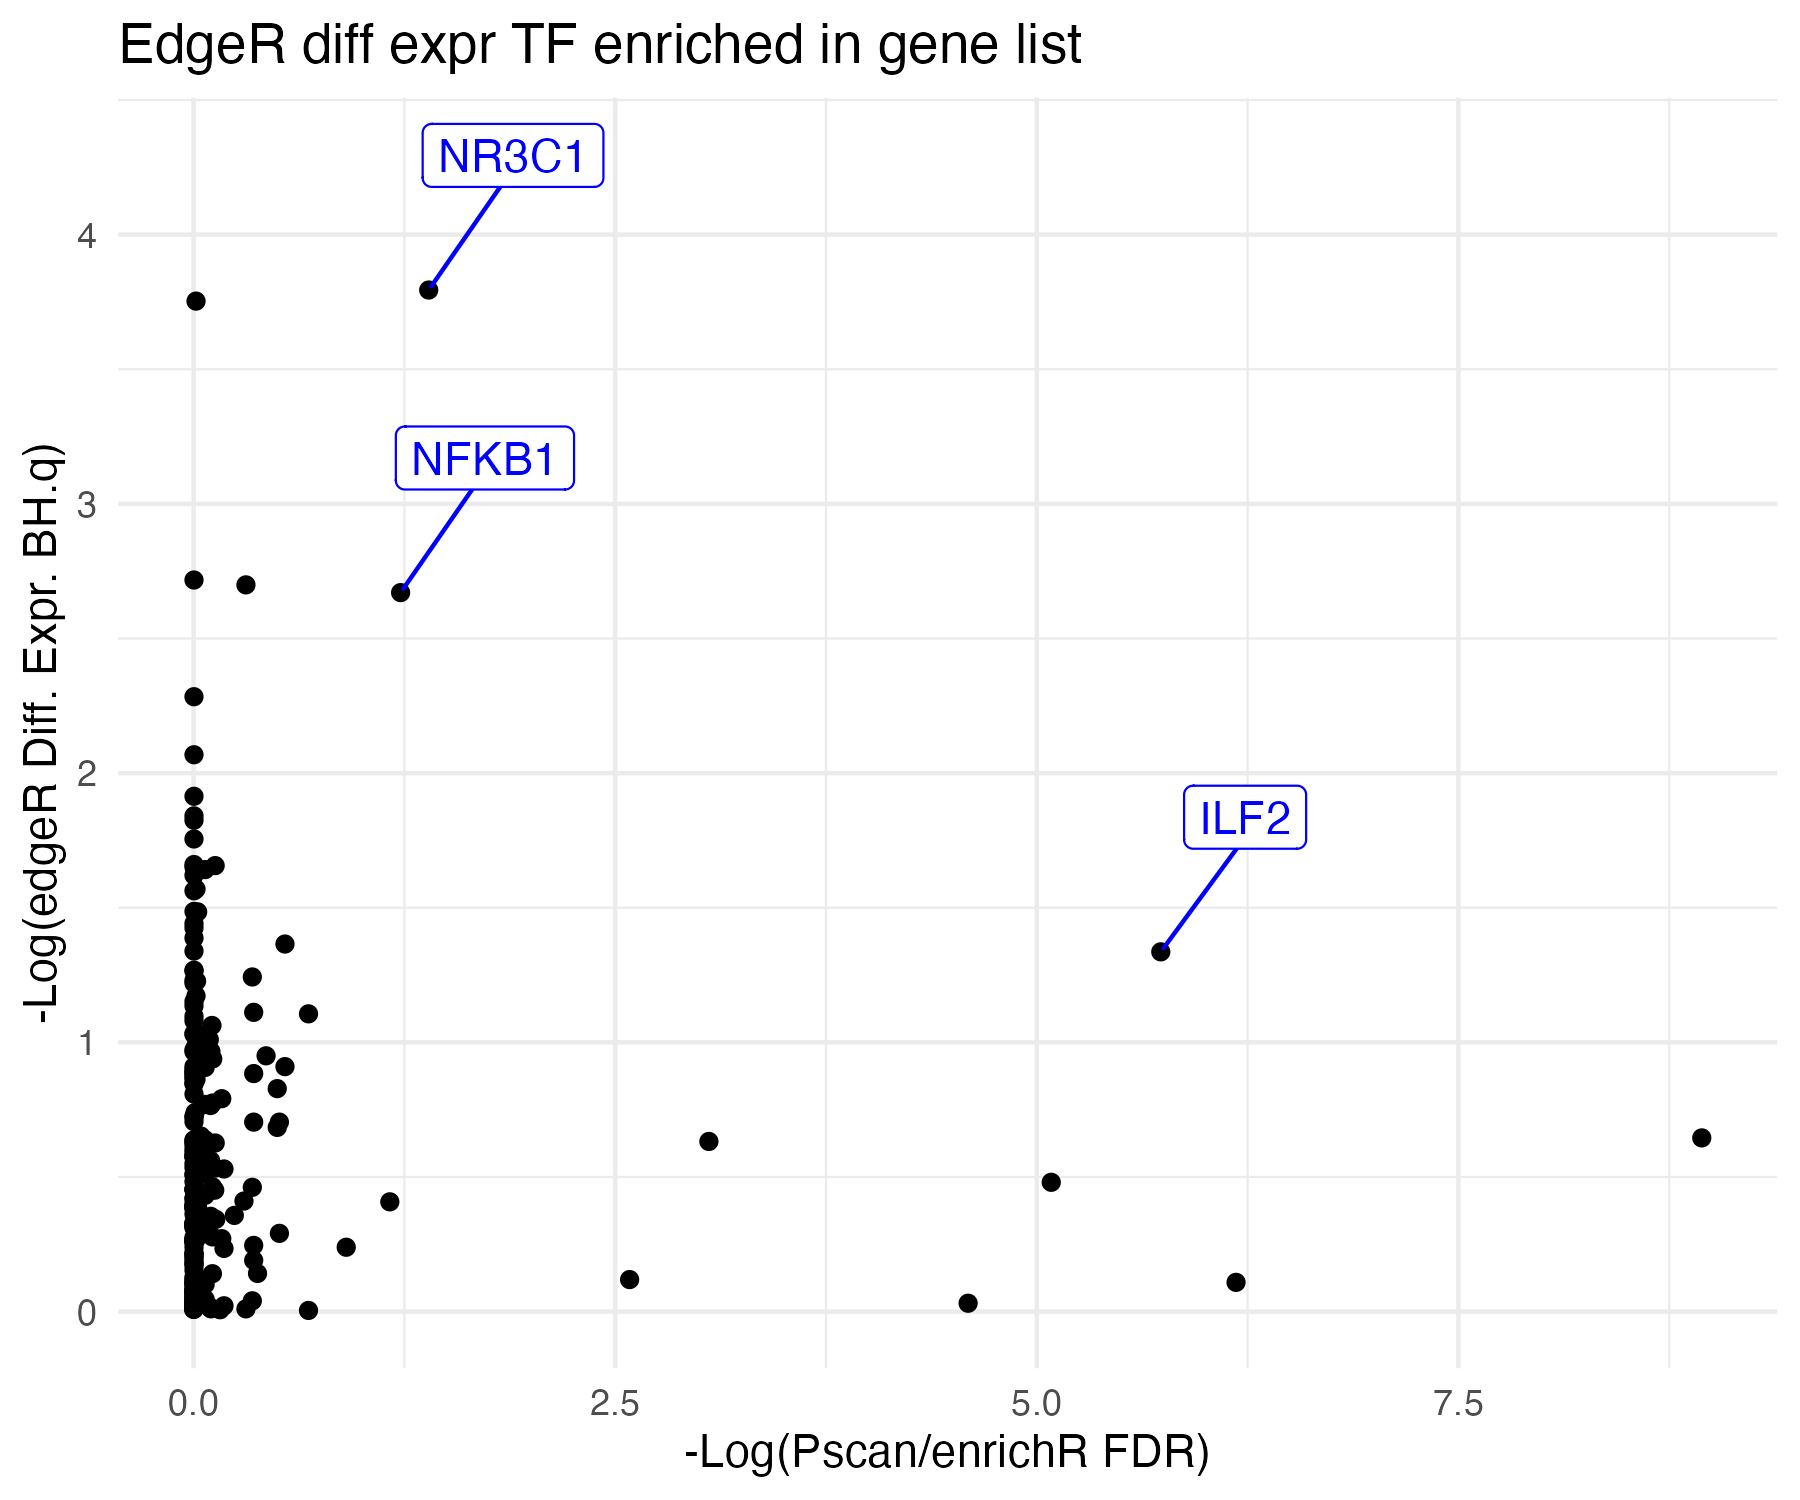 EdgeR diff expr TF enriched in gene list
NR3C1
4
NFKB1
3
-Log(edgeR Diff. Expr. BH.q)
2
ILF2
1
0
0.0 2.5 5.0 7.5
-Log(Pscan/enrichR FDR)